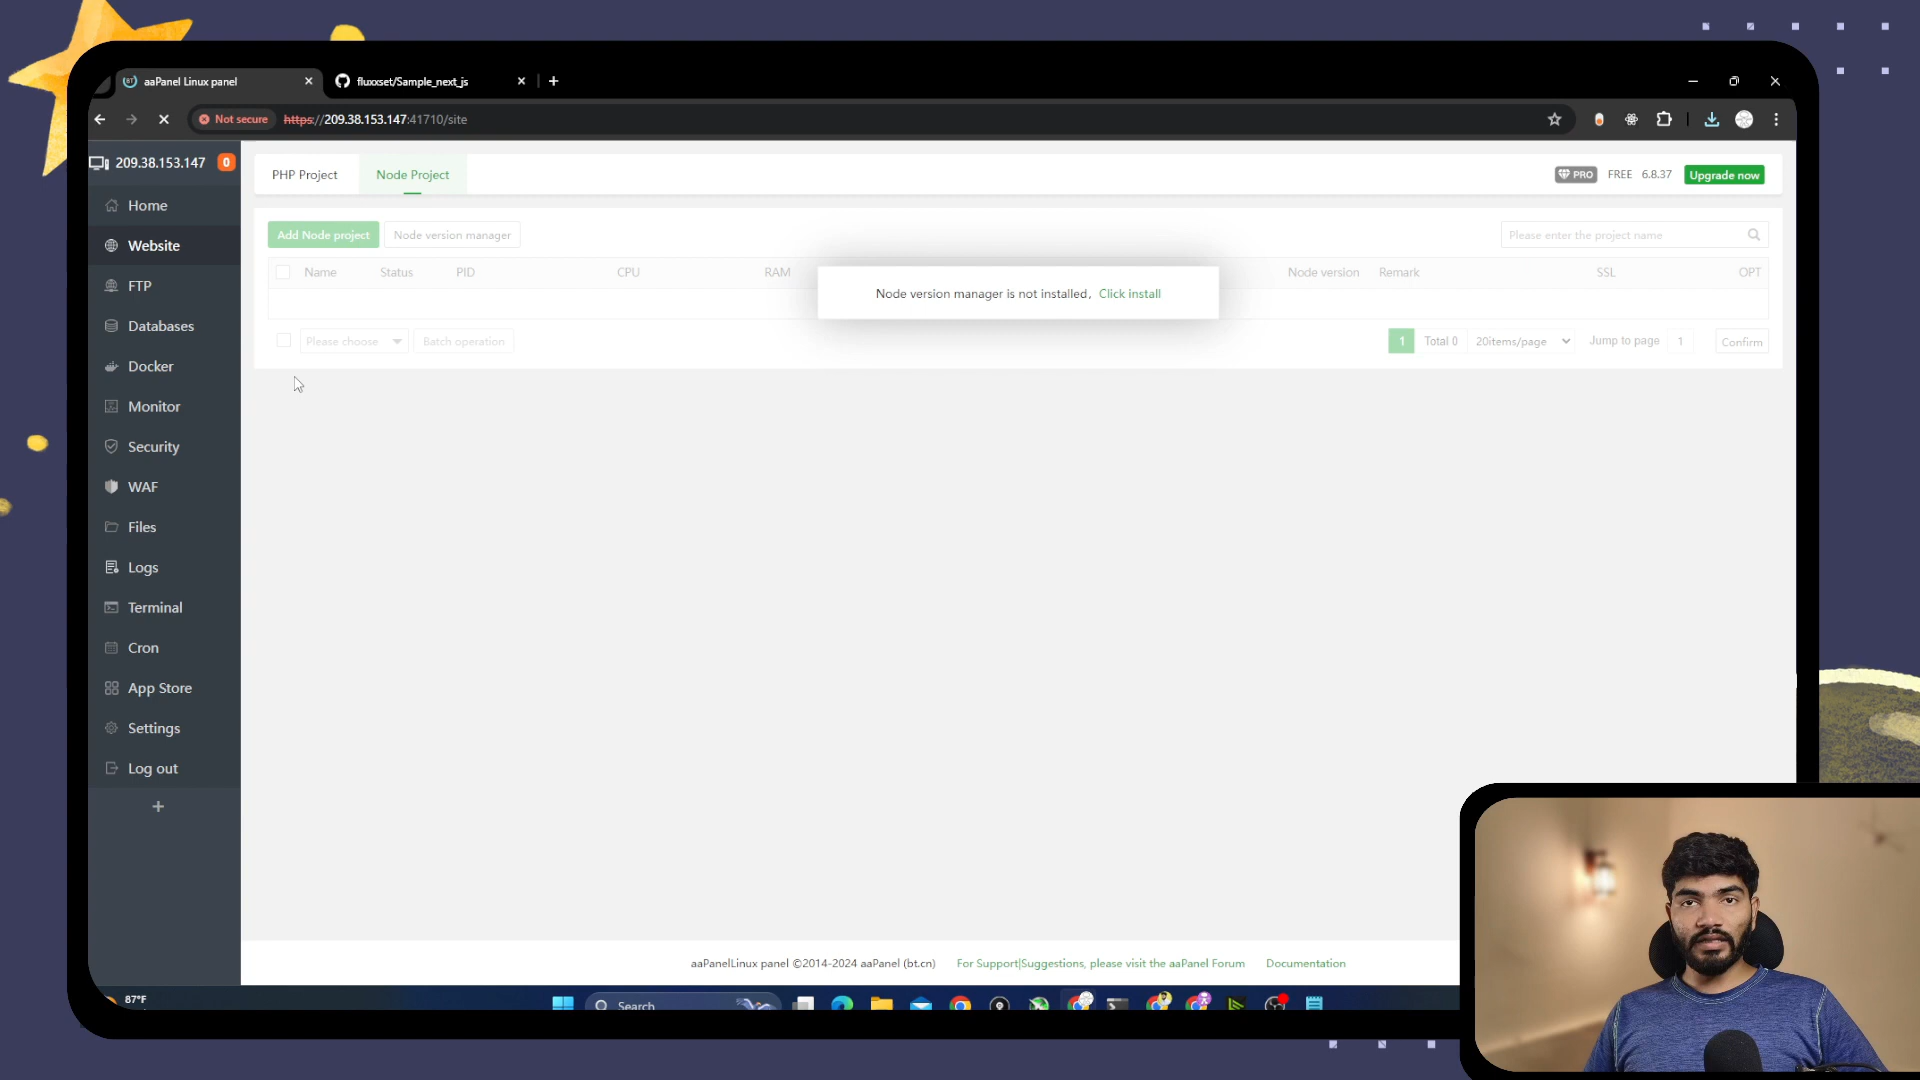 aaPanel Linux panel
fluxxset/Sample_next_js
Not secure
https://209.38.153.147:41710/site
209.38.153.147
0
Home
Website
FTP
Databases
Docker
Monitor
Security
WAF
Files
Logs
Terminal
Cron
App Store
Settings
Log out
PHP Project
Node Project
PRO
FREE
6.8.37
Upgrade now
Add Node project
Node version manager
Please enter the project name
Name
Status
PID
CPU
RAM
Node version
Remark
SSL
OPT
Node version manager is not installed, Click install
Please choose
Batch operation
1
Total 0
20items/page
Jump to page
1
Confirm
aaPanelLinux panel ©2014-2024 aaPanel (bt.cn)
For Support|Suggestions, please visit the aaPanel Forum
Documentation
87°F
Search